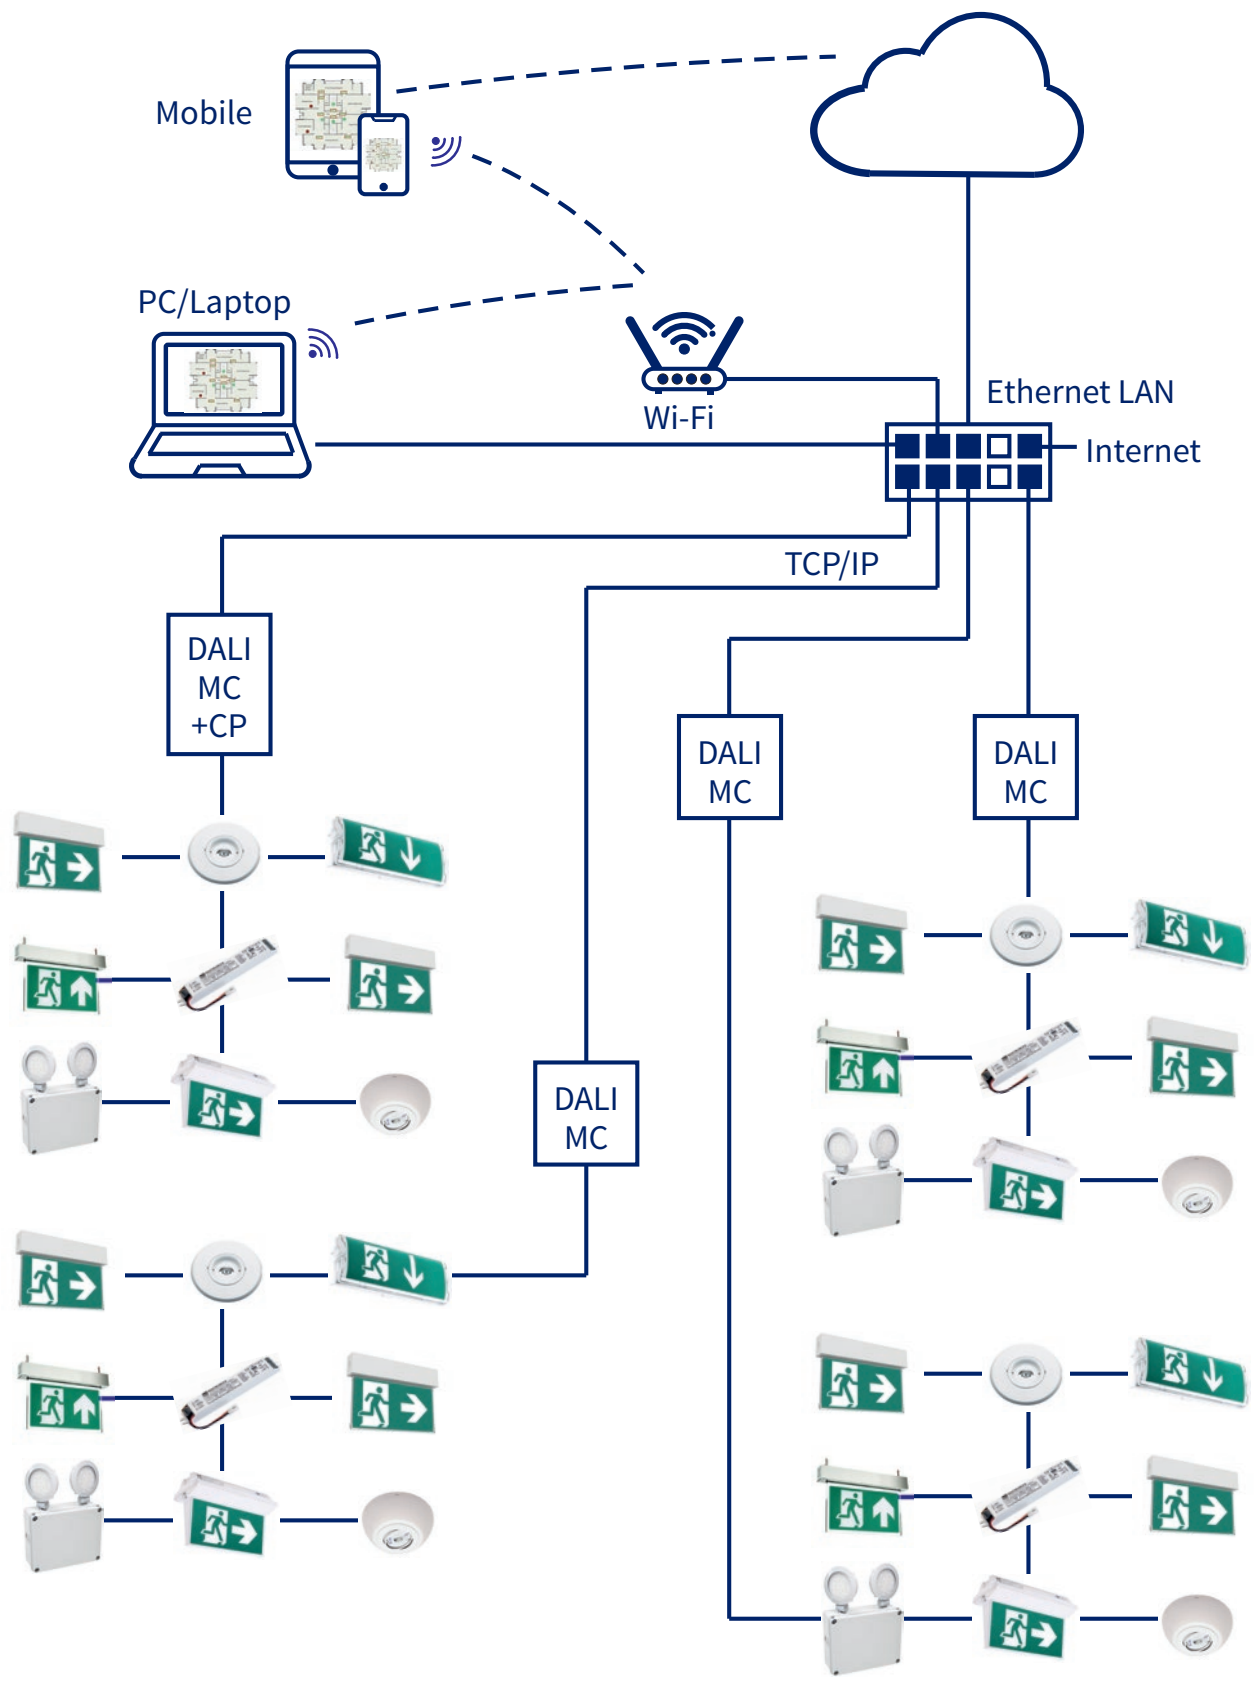 Mobile
PC/Laptop
Wi-Fi
Ethernet LAN
Internet
TCP/IP
DALI
MC
+CP
DALI
MC
DALI
MC
DALI
MC